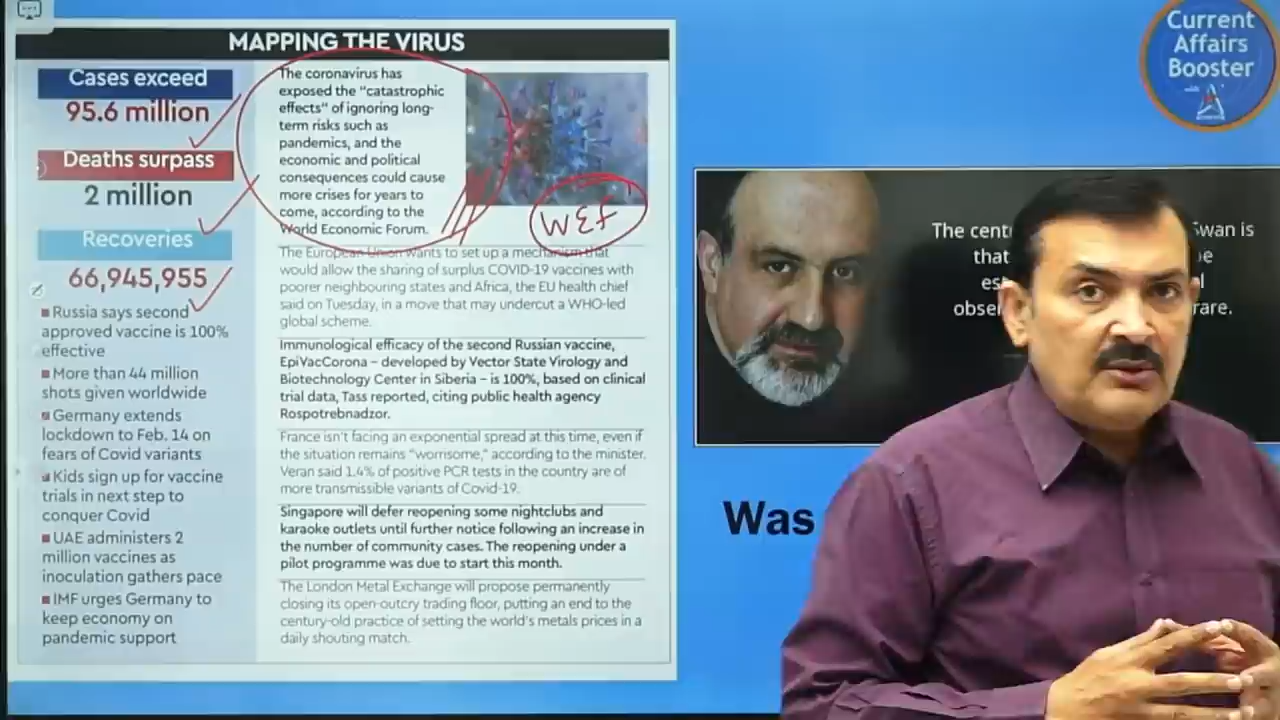 MAPPING THE VIRUS
Cases exceed
95.6 million
Deaths surpass
2 million
Recoveries
66,945,955
■ Russia says second
approved vaccine is 100%
effective
■ More than 44 million
shots given worldwide
■ Germany extends
lockdown to Feb. 14 on
fears of Covid variants
■ Kids sign up for vaccine
trials in next step to
conquer Covid
■ UAE administers 2
million vaccines as
inoculation gathers pace
■ IMF urges Germany to
keep economy on
pandemic support
The coronavirus has
exposed the "catastrophic
effects" of ignoring long-
term risks such as
pandemics, and the
economic and political
consequences could cause
more crises for years to
come, according to the
World Economic Forum.
WEF
The European Union wants to set up a mechanism that
would allow the sharing of surplus COVID-19 vaccines with
poorer neighbouring states and Africa, the EU health chief
said on Tuesday, in a move that may undercut a WHO-led
global scheme.
Immunological efficacy of the second Russian vaccine,
EpiVacCorona – developed by Vector State Virology and
Biotechnology Center in Siberia – is 100%, based on clinical
trial data, Tass reported, citing public health agency
Rospotrebnadzor.
France isn't facing an exponential spread at this time, even if
the situation remains "worrisome," according to the minister.
Veran said 1.4% of positive PCR tests in the country are of
more transmissible variants of Covid-19.
Singapore will defer reopening some nightclubs and
karaoke outlets until further notice following an increase in
the number of community cases. The reopening under a
pilot programme was due to start this month.
The London Metal Exchange will propose permanently
closing its open-outcry trading floor, putting an end to the
century-old practice of setting the world's metals prices in a
daily shouting match.
Current
Affairs
Booster
The Swan is
that
rare.
Was